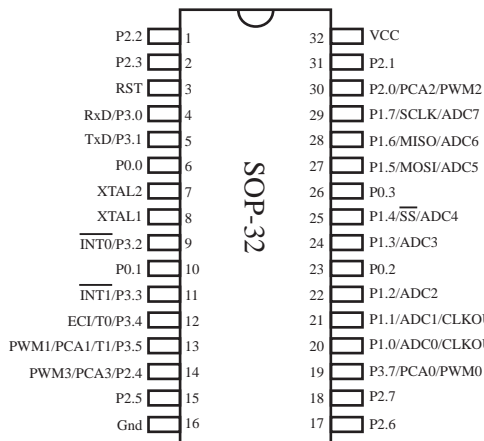 P2.2 1 32 VCC
P2.3 2 31 P2.1
RST 3 30 P2.0/PCA2/PWM2
RxD/P3.0 4 29 P1.7/SCLK/ADC7
TxD/P3.1 5 28 P1.6/MISO/ADC6
P0.0 6 27 P1.5/MOSI/ADC5
XTAL2 7 26 P0.3
XTAL1 8 25 P1.4/S̅S̅/ADC4
I̅N̅T̅0̅/P3.2 9 24 P1.3/ADC3
P0.1 10 23 P0.2
I̅N̅T̅1̅/P3.3 11 22 P1.2/ADC2
ECI/T0/P3.4 12 21 P1.1/ADC1/CLKOU
PWM1/PCA1/T1/P3.5 13 20 P1.0/ADC0/CLKOU
PWM3/PCA3/P2.4 14 19 P3.7/PCA0/PWM0
P2.5 15 18 P2.7
Gnd 16 17 P2.6
SOP-32